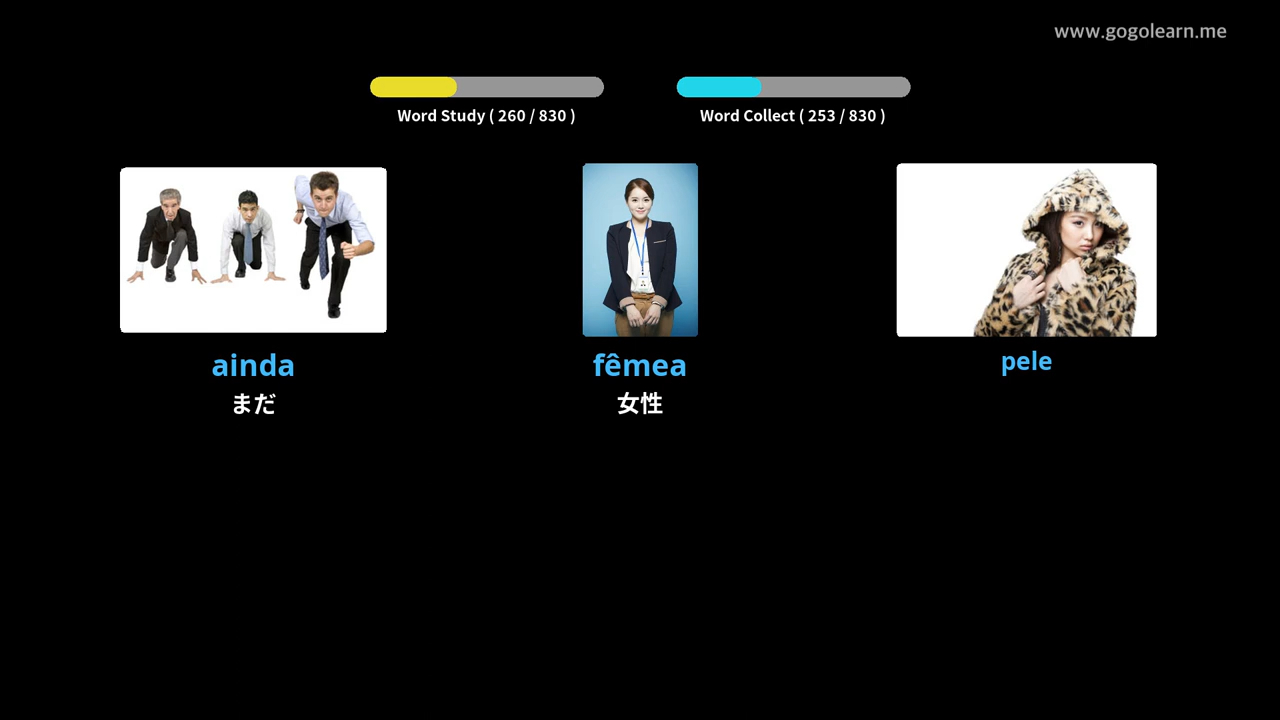 www.gogolearn.me
Word Study ( 260 / 830 )
Word Collect ( 253 / 830 )
ainda
まだ
fêmea
女性
pele